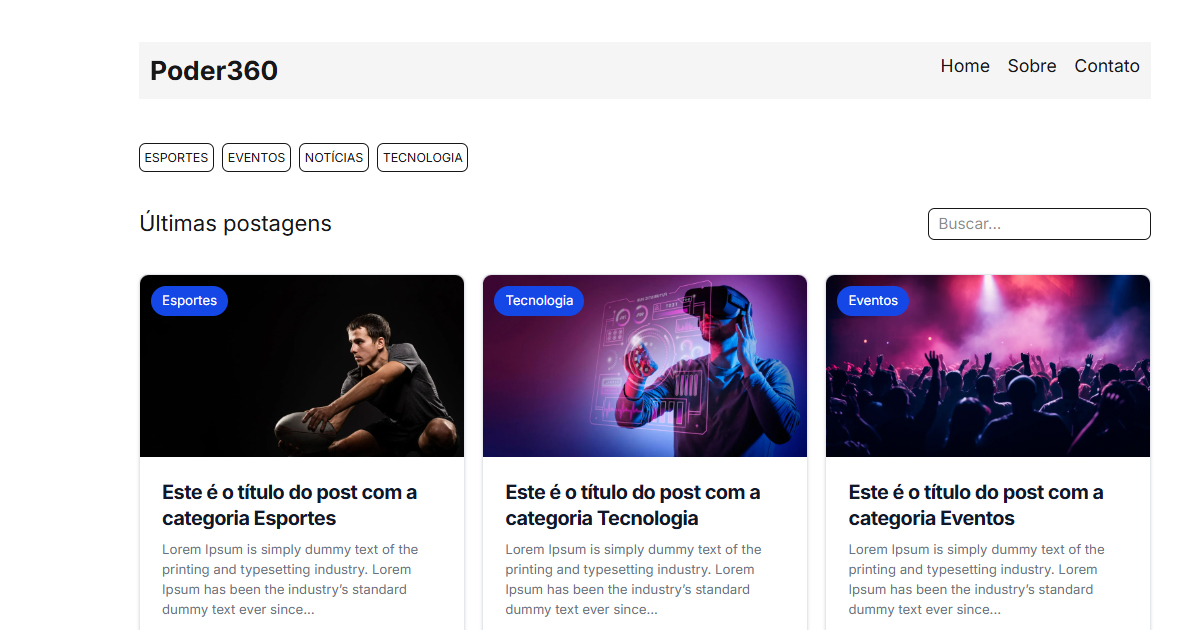 Poder360
Home Sobre Contato
ESPORTES EVENTOS NOTÍCIAS TECNOLOGIA
Últimas postagens
Buscar...
Esportes
Este é o título do post com a
categoria Esportes
Lorem Ipsum is simply dummy text of the
printing and typesetting industry. Lorem
Ipsum has been the industry’s standard
dummy text ever since...
Tecnologia
Este é o título do post com a
categoria Tecnologia
Lorem Ipsum is simply dummy text of the
printing and typesetting industry. Lorem
Ipsum has been the industry’s standard
dummy text ever since...
Eventos
Este é o título do post com a
categoria Eventos
Lorem Ipsum is simply dummy text of the
printing and typesetting industry. Lorem
Ipsum has been the industry’s standard
dummy text ever since...